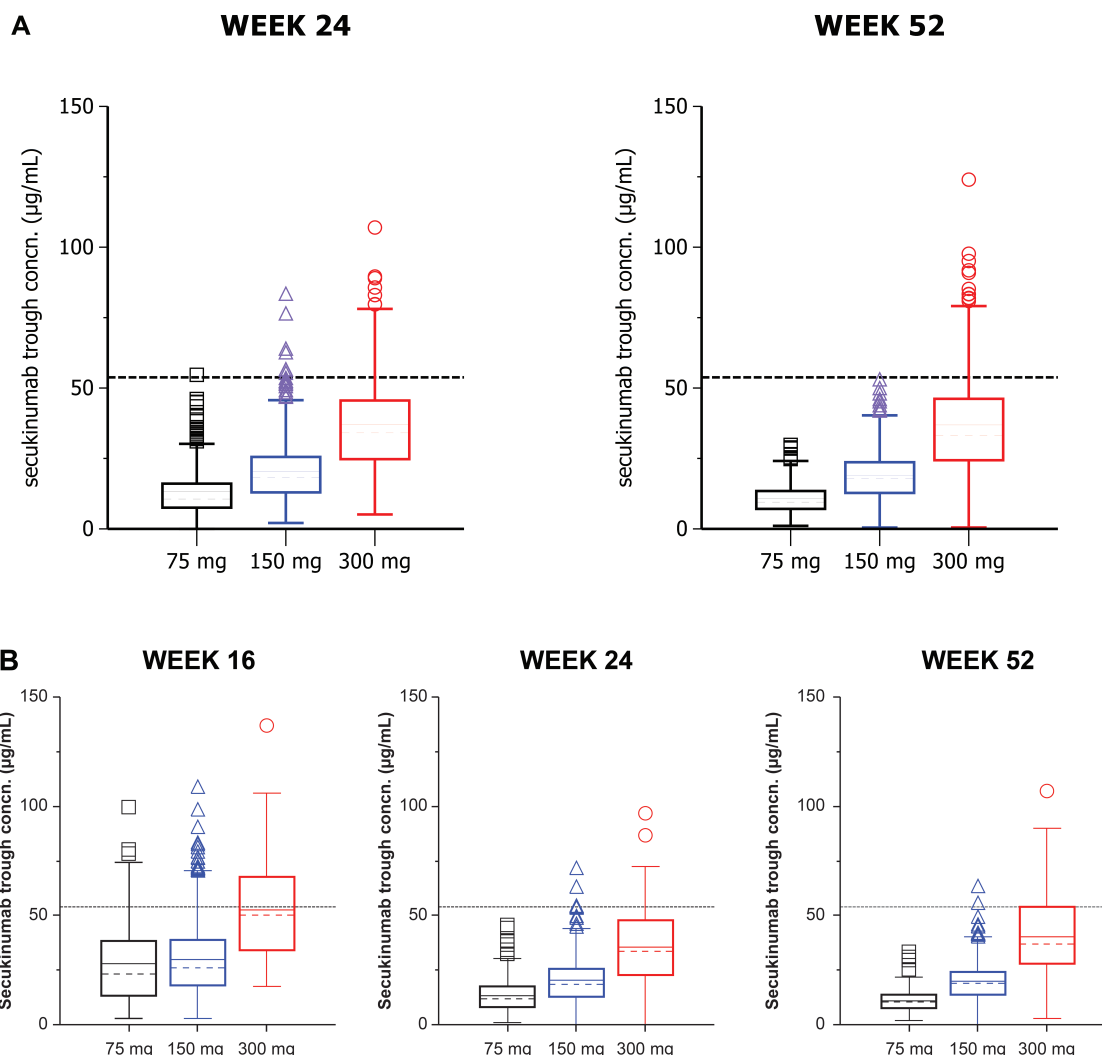 A
WEEK 24
WEEK 52
secukinumab trough concn. (µg/mL)
150
100
50
0
75 mg
150 mg
300 mg
secukinumab trough concn. (µg/mL)
150
100
50
0
75 mg
150 mg
300 mg
B
WEEK 16
WEEK 24
WEEK 52
Secukinumab trough concn. (µg/mL)
150
100
50
0
75 mg
150 mg
300 mg
Secukinumab trough concn. (µg/mL)
150
100
50
0
75 mg
150 mg
300 mg
Secukinumab trough concn. (µg/mL)
150
100
50
0
75 mg
150 mg
300 mg